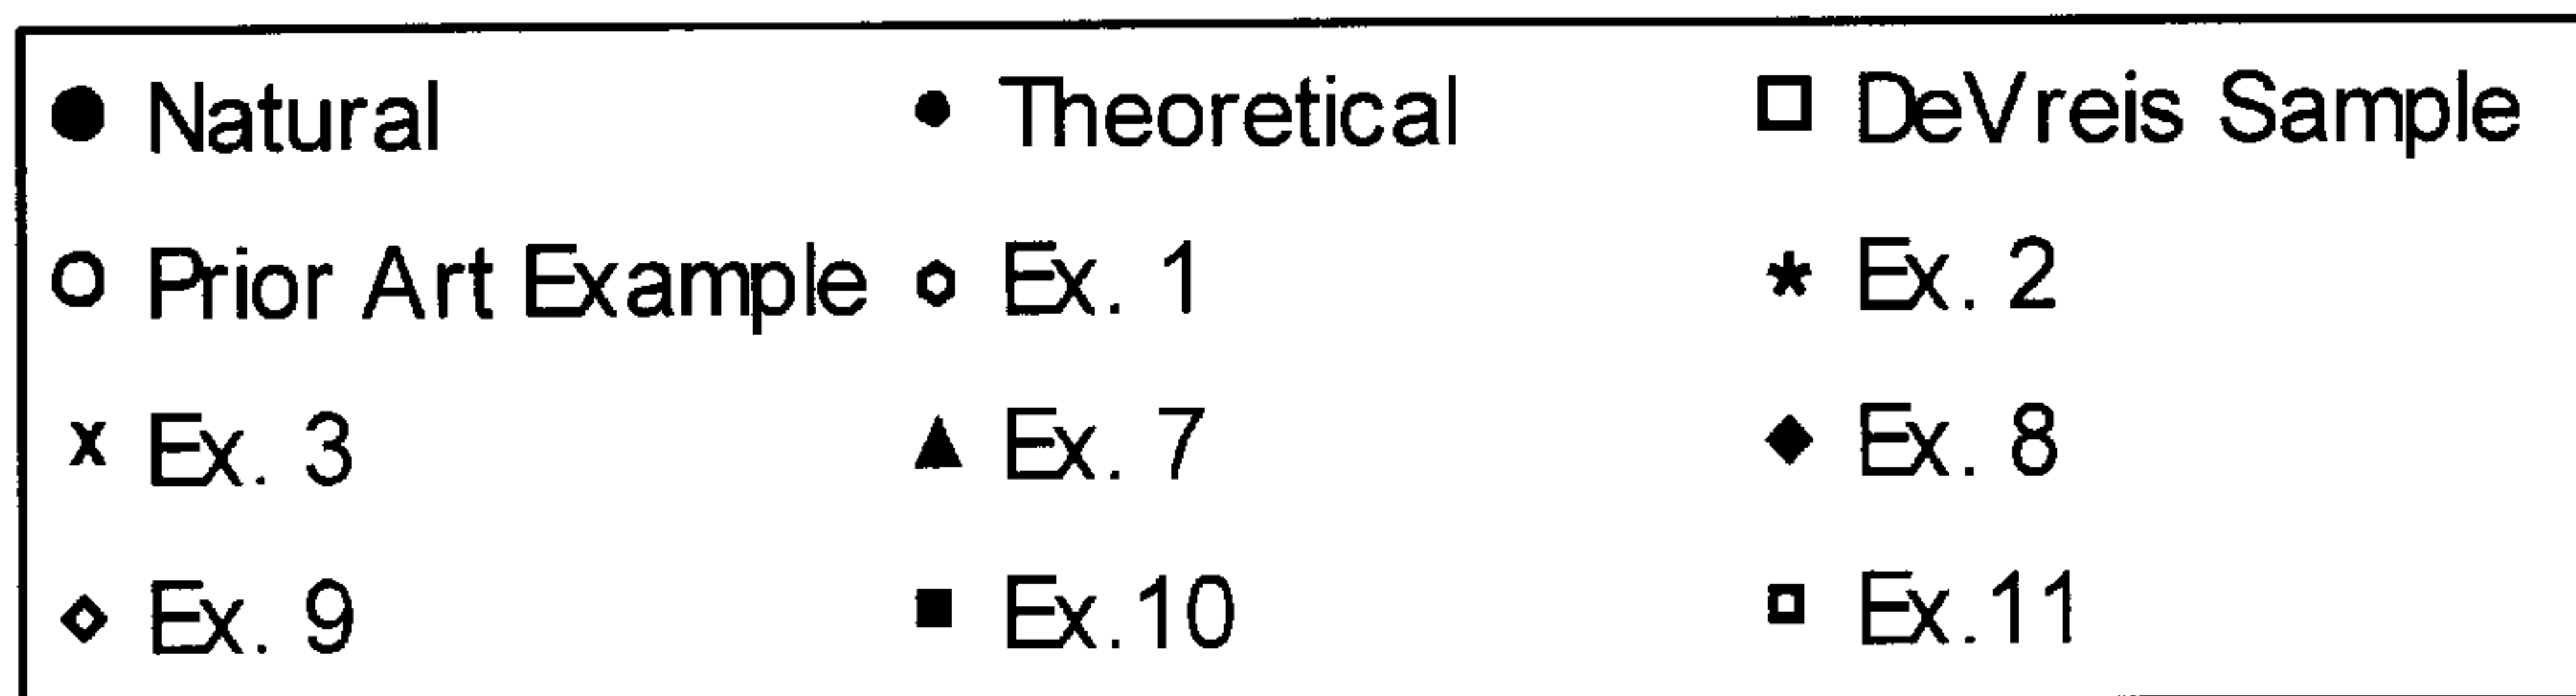 ● Natural • Theoretical □ DeVreis Sample
○ Prior Art Example ○ Ex. 1 * Ex. 2
x Ex. 3 ▲ Ex. 7 ◆ Ex. 8
◇ Ex. 9 ■ Ex.10 □ Ex.11